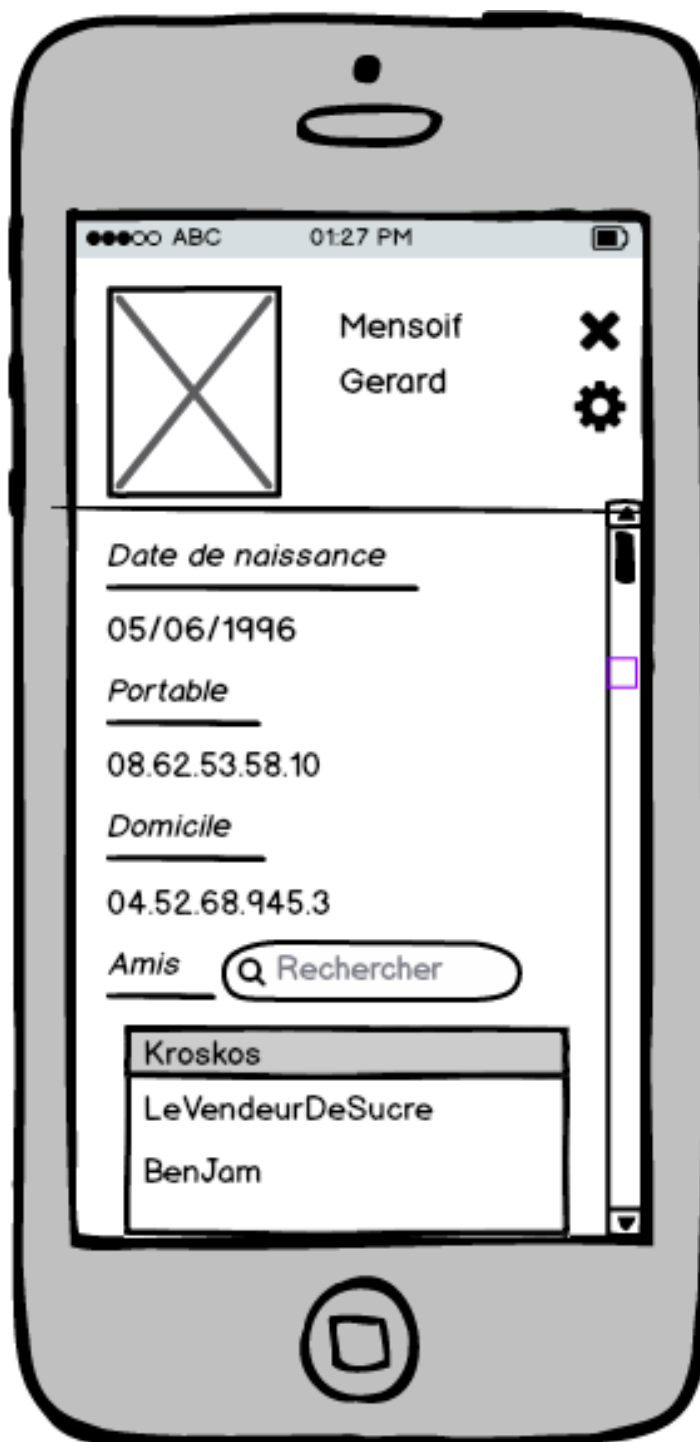 ABC 01:27 PM
Mensoif
Gerard
Date de naissance
05/06/1996
Portable
08.62.53.58.10
Domicile
04.52.68.945.3
Amis Rechercher
Kroskos
LeVendeurDeSucre
BenJam